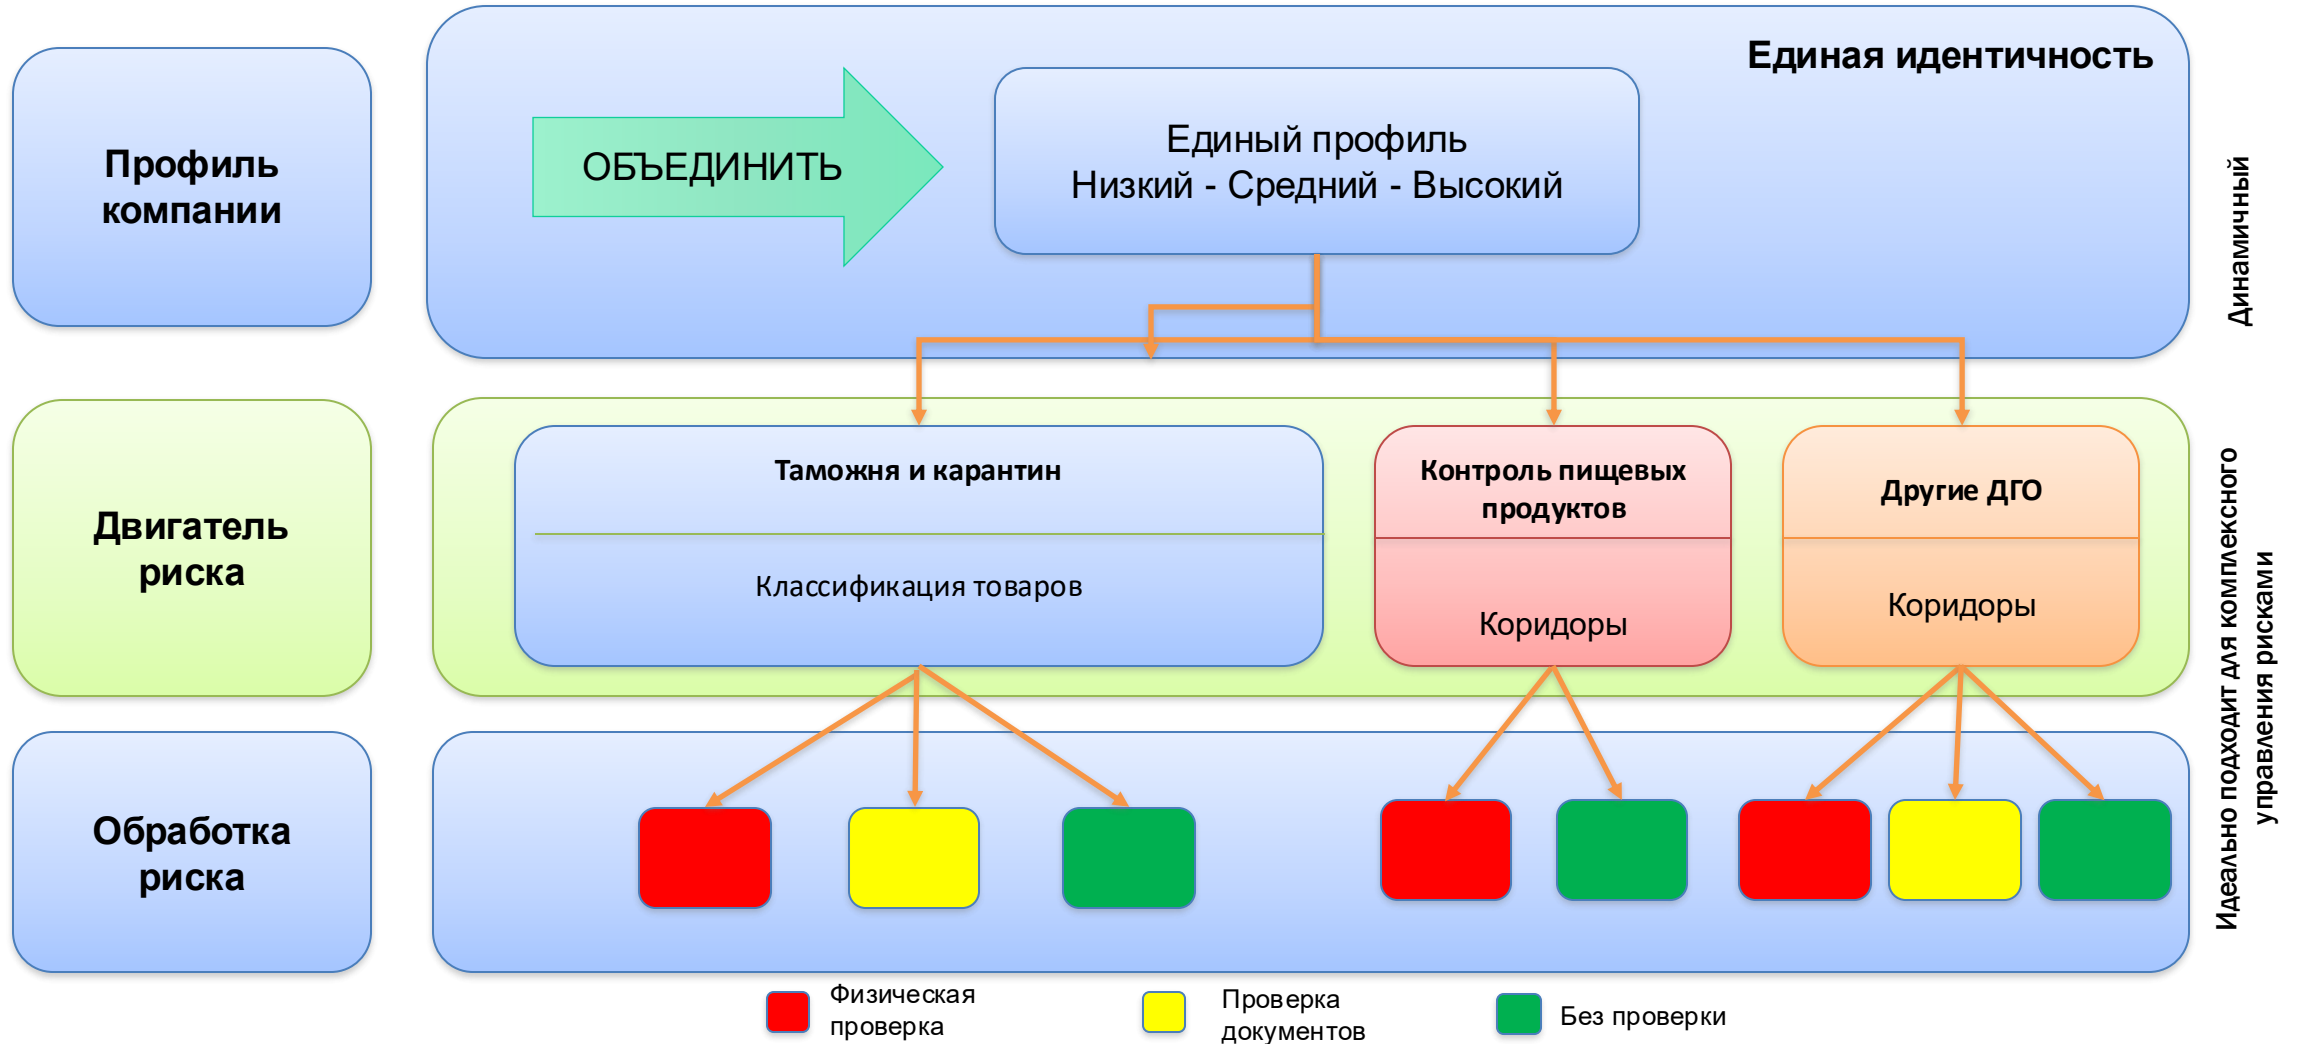 Единая идентичность
Профиль
компании
ОБЪЕДИНИТЬ
Единый профиль
Низкий - Средний - Высокий
Динамичный
Двигатель
риска
Таможня и карантин
Классификация товаров
Контроль пищевых
продуктов
Коридоры
Другие ДГО
Коридоры
Идеально подходит для комплексного
управления рисками
Обработка
риска
Физическая
проверка
Проверка
документов
Без проверки